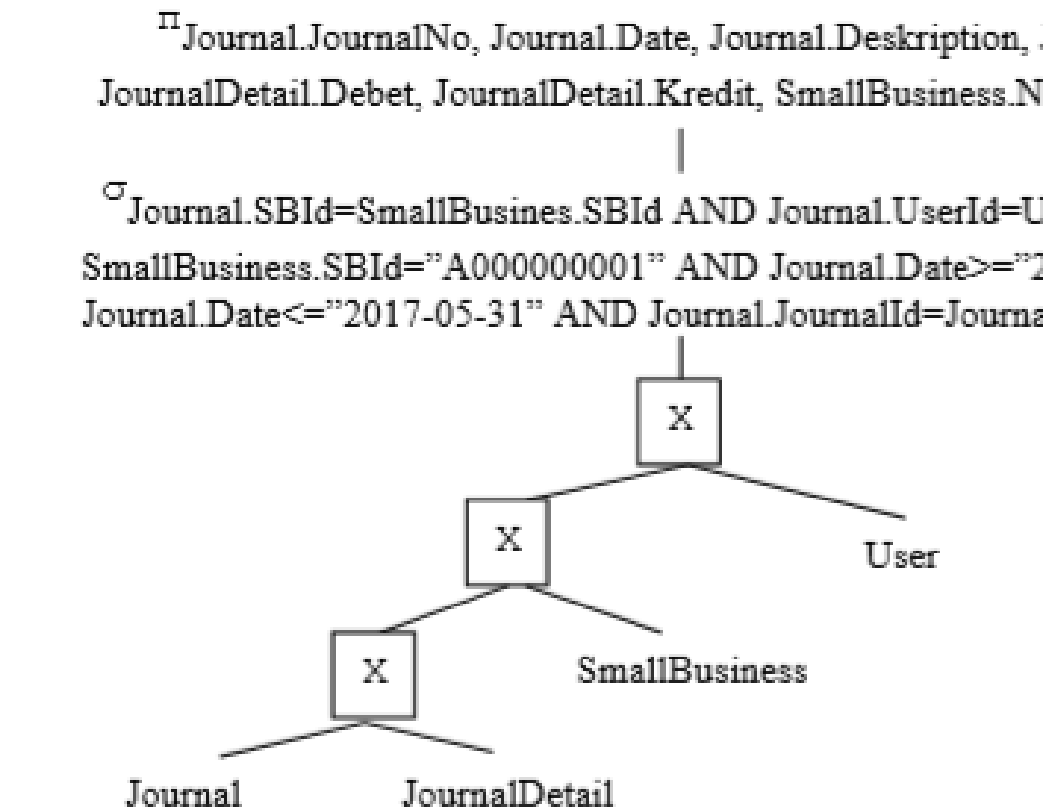 πJournal.JournalNo, Journal.Date, Journal.Deskription,
JournalDetail.Debet, JournalDetail.Kredit, SmallBusiness.N
σJournal.SBId=SmallBusines.SBId AND Journal.UserId=U
SmallBusiness.SBId=”A000000001” AND Journal.Date>=”2
Journal.Date<=”2017-05-31” AND Journal.JournalId=Journa
X
X
User
X
SmallBusiness
Journal JournalDetail